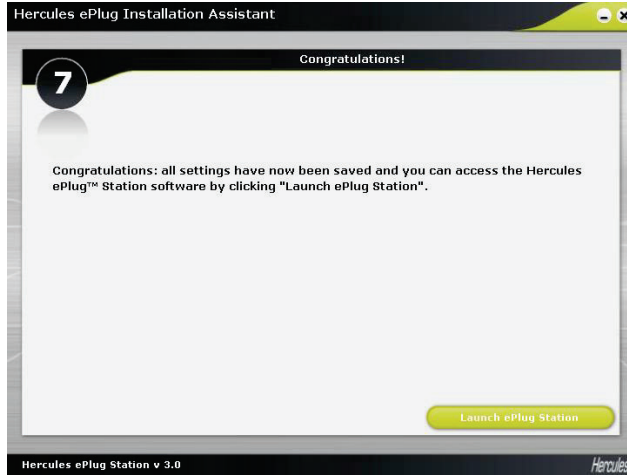 Hercules ePlug Installation Assistant
Congratulations!
7
Congratulations: all settings have now been saved and you can access the Hercules
ePlug™ Station software by clicking "Launch ePlug Station".
Launch ePlug Station
Hercules ePlug Station v 3.0
Hercules